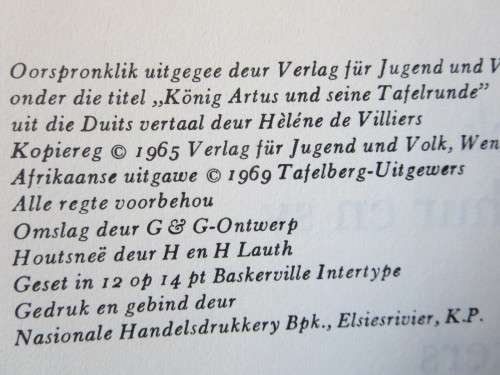 Oorspronklik uitgegee deur Verlag für Jugend und V
onder die titel „König Artus und seine Tafelrunde”
uit die Duits vertaal deur Hèléne de Villiers
Kopiereg © 1965 Verlag für Jugend und Volk, Wen
Afrikaanse uitgawe © 1969 Tafelberg-Uitgewers
Alle regte voorbehou
Omslag deur G & G-Ontwerp
Houtsneë deur H en H Lauth
Geset in 12 op 14 pt Baskerville Intertype
Gedruk en gebind deur
Nasionale Handelsdrukkery Bpk., Elsiesrivier, K.P.